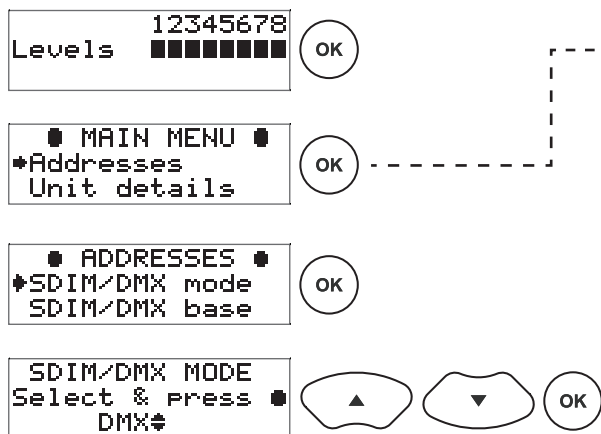 12345678
Levels
OK
MAIN MENU
Addresses
OK
Unit details
ADDRESSES
SDIM/DMX mode
OK
SDIM/DMX base
SDIM/DMX MODE
Select & press
OK
DMX